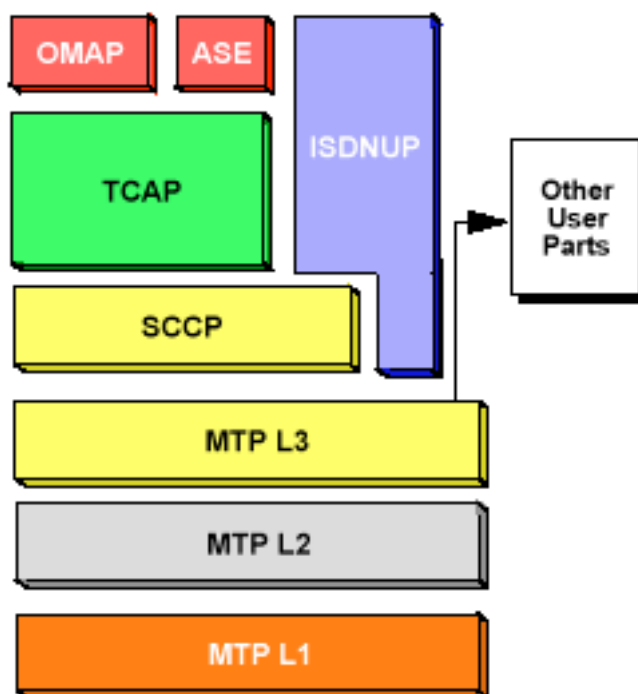 OMAP
ASE
ISDNUP
TCAP
Other
User
Parts
SCCP
MTP L3
MTP L2
MTP L1